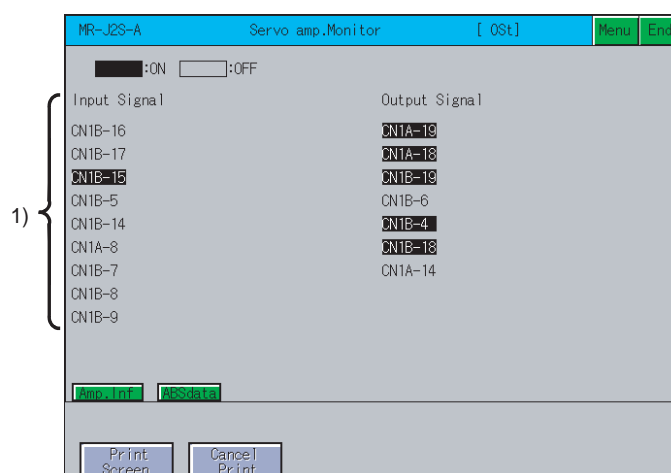 MR-J2S-A Servo amp.Monitor [ 0St] Menu End
:ON :OFF
Input Signal Output Signal
CN1B-16 CN1A-19
CN1B-17 CN1A-18
CN1B-15 CN1B-19
CN1B-5 CN1B-6
CN1B-14 CN1B-4
CN1A-8 CN1B-18
CN1B-7 CN1A-14
CN1B-8
CN1B-9
1)
Amp.Inf ABSdata
Print Cancel
Screen Print